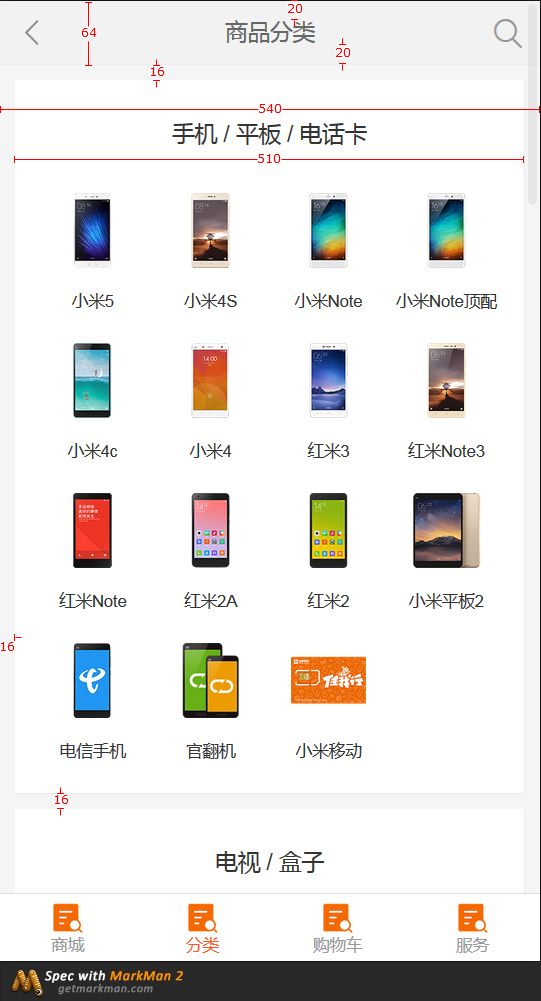 20
64
商品分类
20
16
540
手机 / 平板 / 电话卡
510
小米5 小米4S 小米Note 小米Note顶配
14:00
小米4c 小米4 红米3 红米Note3
红米Note 红米2A 红米2 小米平板2
16
电信手机 官翻机 小米移动
16
电视 / 盒子
商城 分类 购物车 服务
Spec with MarkMan 2
getmarkman.com